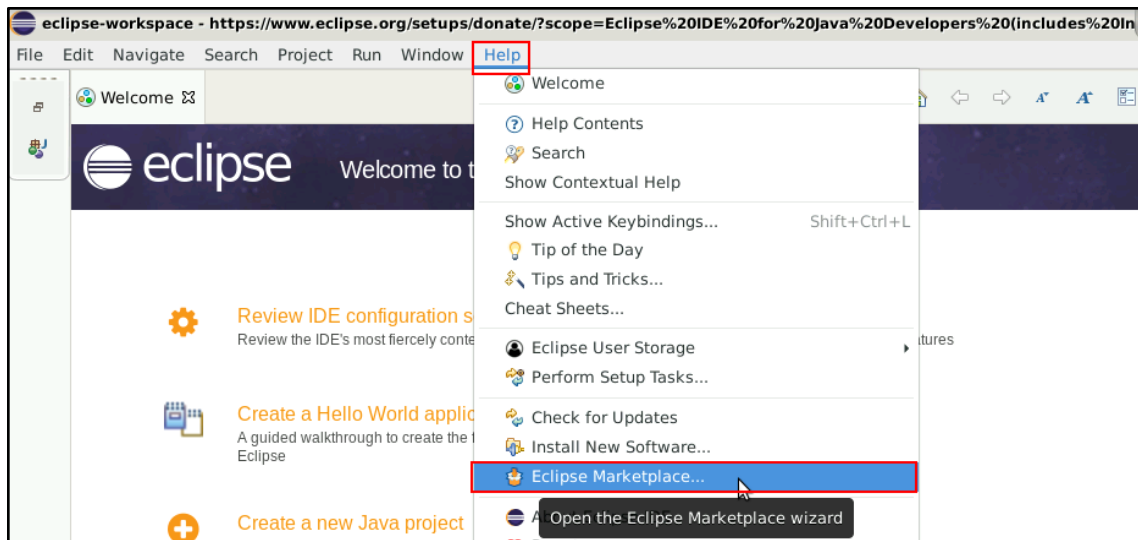 eclipse-workspace - https://www.eclipse.org/setups/donate/?scope=Eclipse%20IDE%20for%20Java%20Developers%20(includes%20In
File Edit Navigate Search Project Run Window Help
Welcome
eclipse
Welcome to t
Welcome
Help Contents
Search
Show Contextual Help
Show Active Keybindings... Shift+Ctrl+L
Tip of the Day
Tips and Tricks...
Cheat Sheets...
Eclipse User Storage
Perform Setup Tasks...
Check for Updates
Install New Software...
Eclipse Marketplace...
Open the Eclipse Marketplace wizard
Review IDE configuration s
Review the IDE's most fiercely conte
atures
Create a Hello World applic
A guided walkthrough to create the f
Eclipse
Create a new Java project